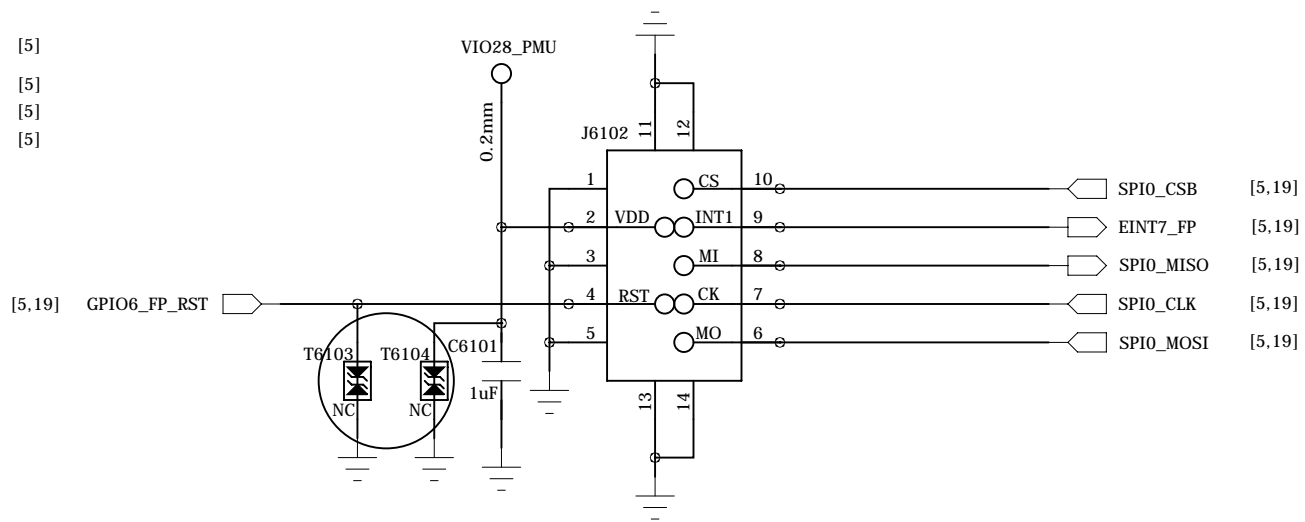 [5]
[5]
[5]
[5]
VIO28_PMU
0.2mm
J6102
11
12
1
CS
10
SPI0_CSB
[5,19]
2
VDD
INT1
9
EINT7_FP
[5,19]
3
MI
8
SPI0_MISO
[5,19]
[5,19]
GPIO6_FP_RST
4
RST
CK
7
SPI0_CLK
[5,19]
5
MO
6
SPI0_MOSI
[5,19]
T6103
T6104
C6101
NC
NC
1uF
13
14